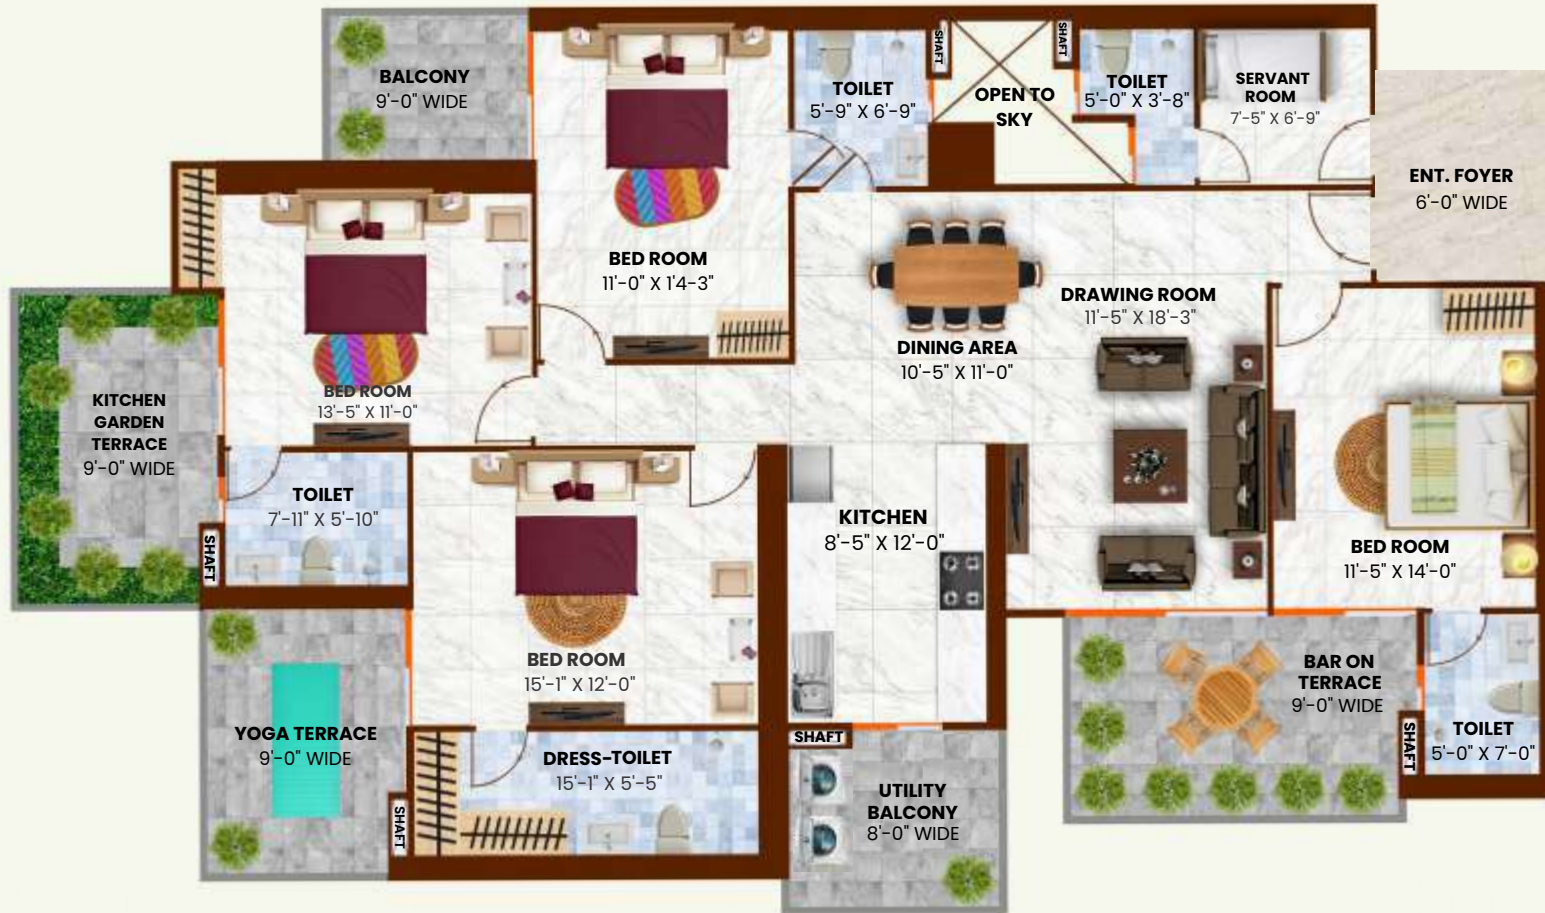 BALCONY
9'-0" WIDE
TOILET
5'-9" X 6'-9"
SHAFT
OPEN TO
SKY
SHAFT
TOILET
5'-0" X 3'-8"
SERVANT
ROOM
7'-5" X 6'-9"
ENT. FOYER
6'-0" WIDE
BED ROOM
11'-0" X 1'4-3"
DRAWING ROOM
11'-5" X 18'-3"
DINING AREA
10'-5" X 11'-0"
BED ROOM
13'-5" X 11'-0"
KITCHEN
GARDEN
TERRACE
9'-0" WIDE
TOILET
7'-11" X 5'-10"
SHAFT
KITCHEN
8'-5" X 12'-0"
BED ROOM
11'-5" X 14'-0"
BED ROOM
15'-1" X 12'-0"
BAR ON
TERRACE
9'-0" WIDE
TOILET
5'-0" X 7'-0"
SHAFT
YOGA TERRACE
9'-0" WIDE
SHAFT
DRESS-TOILET
15'-1" X 5'-5"
SHAFT
UTILITY
BALCONY
8'-0" WIDE